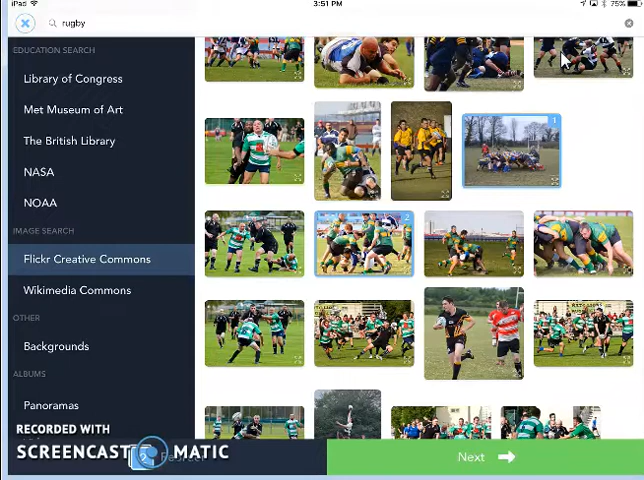 iPad
3:51 PM
75%
rugby
EDUCATION SEARCH
Library of Congress
Met Museum of Art
The British Library
NASA
NOAA
IMAGE SEARCH
Flickr Creative Commons
Wikimedia Commons
OTHER
Backgrounds
ALBUMS
Panoramas
1
2
RECORDED WITH
SCREENCAST MATIC
Next